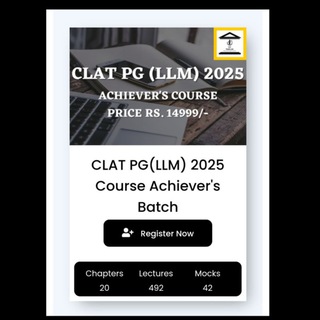 CLAT PG (LLM) 2025
ACHIEVER'S COURSE
PRICE RS. 14999/-
CLAT PG(LLM) 2025
Course Achiever's
Batch
Register Now
Chapters Lectures Mocks
20 492 42